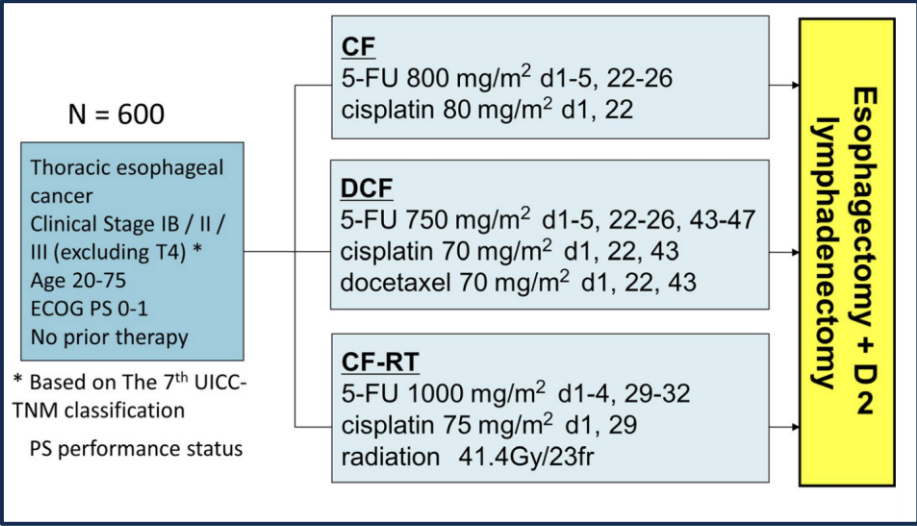 N = 600
Thoracic esophageal
cancer
Clinical Stage IB / II /
III (excluding T4) *
Age 20-75
ECOG PS 0-1
No prior therapy
* Based on The 7th UICC-
TNM classification
PS performance status
CF
5-FU 800 mg/m² d1-5, 22-26
cisplatin 80 mg/m² d1, 22
DCF
5-FU 750 mg/m² d1-5, 22-26, 43-47
cisplatin 70 mg/m² d1, 22, 43
docetaxel 70 mg/m² d1, 22, 43
CF-RT
5-FU 1000 mg/m² d1-4, 29-32
cisplatin 75 mg/m² d1, 29
radiation 41.4Gy/23fr
Esophagectomy + D2
lymphadenectomy